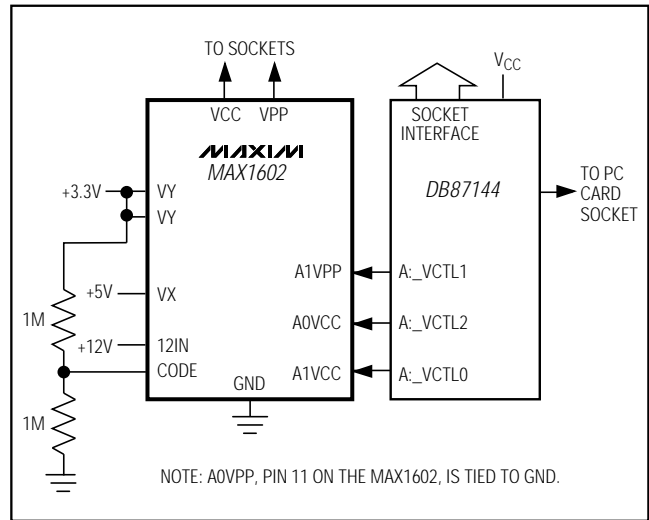 TO SOCKETS
VCC VPP
MAXIM
MAX1602
+3.3V
VY
VY
1M
+5V
VX
+12V
12IN
CODE
GND
1M
A1VPP
A0VCC
A1VCC
SOCKET
INTERFACE
VCC
DB87144
TO PC
CARD
SOCKET
A:_VCTL1
A:_VCTL2
A:_VCTL0
NOTE: A0VPP, PIN 11 ON THE MAX1602, IS TIED TO GND.